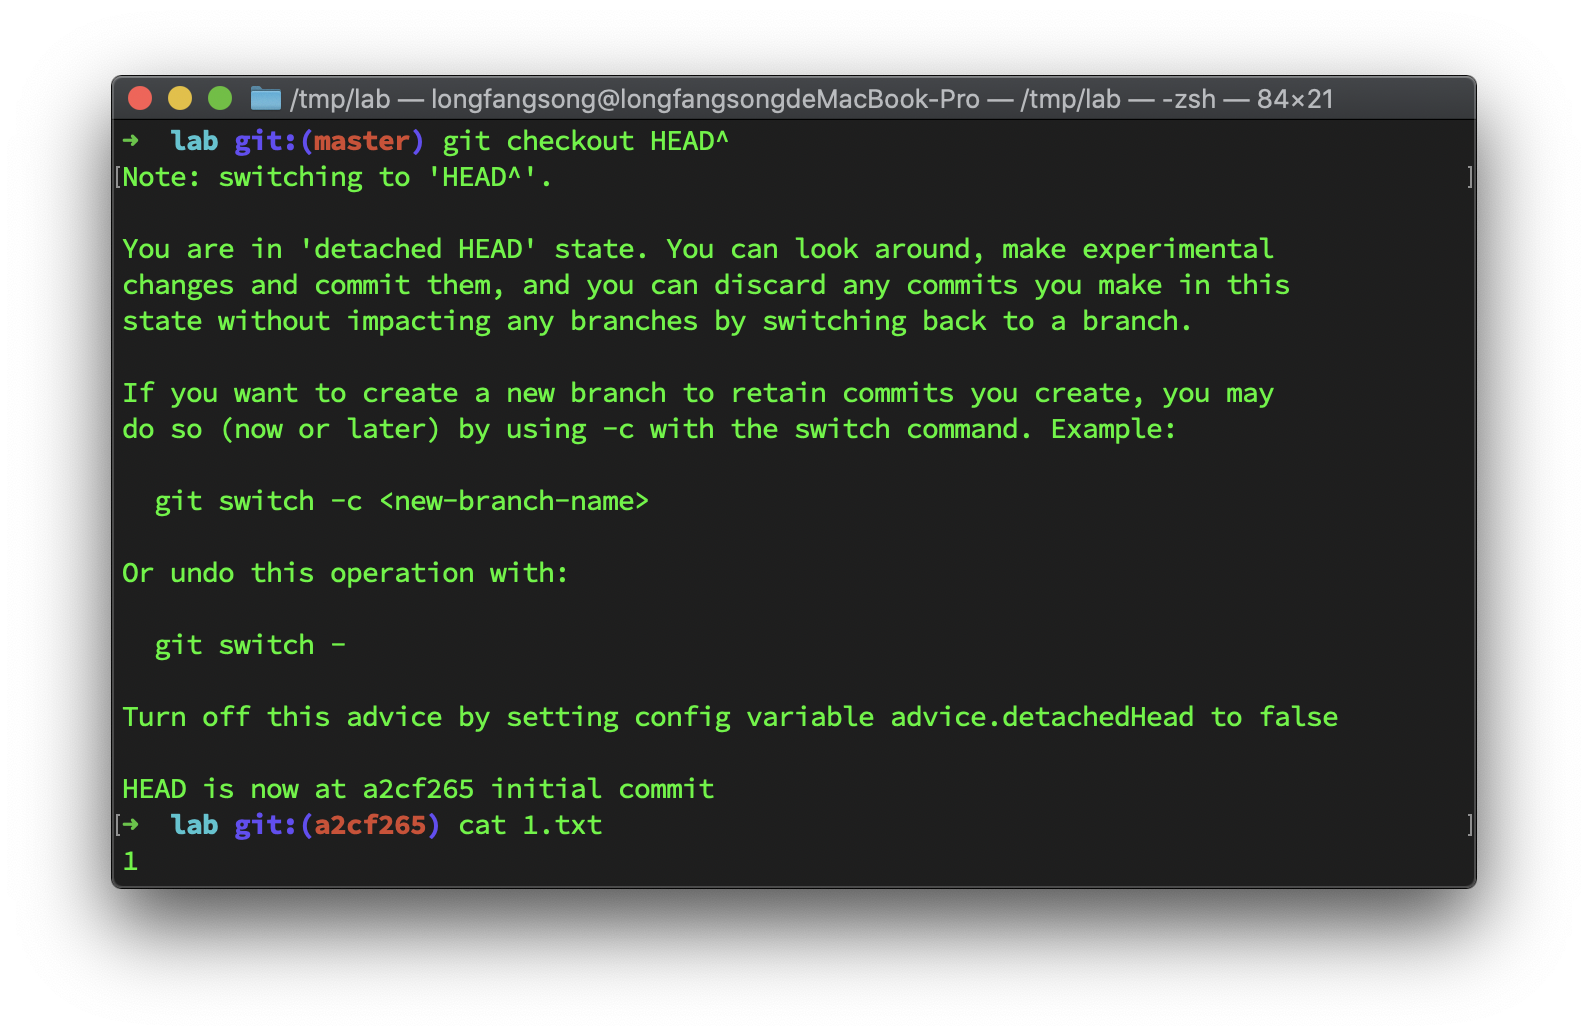 /tmp/lab — longfangsong@longfangsongdeMacBook-Pro — /tmp/lab — -zsh — 84×21
➜  lab git:(master) git checkout HEAD^
[Note: switching to 'HEAD^'. ]
You are in 'detached HEAD' state. You can look around, make experimental
changes and commit them, and you can discard any commits you make in this
state without impacting any branches by switching back to a branch.
If you want to create a new branch to retain commits you create, you may
do so (now or later) by using -c with the switch command. Example:
  git switch -c <new-branch-name>
Or undo this operation with:
  git switch -
Turn off this advice by setting config variable advice.detachedHead to false
HEAD is now at a2cf265 initial commit
[➜  lab git:(a2cf265) cat 1.txt ]
1